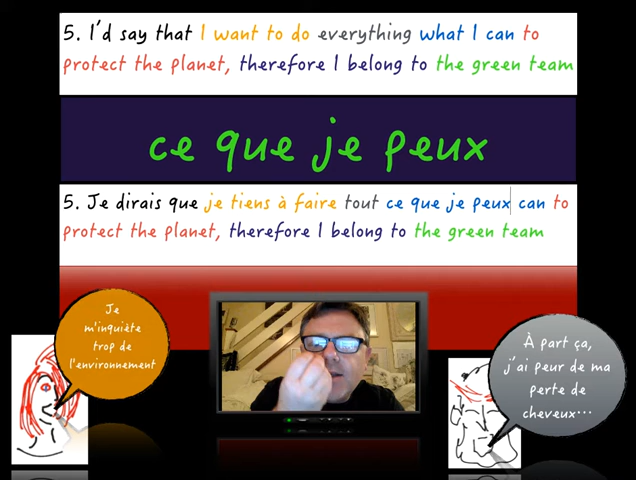 5. I'd say that I want to do everything what I can to
protect the planet, therefore I belong to the green team
ce que je peux
5. Je dirais que je tiens à faire tout ce que je peux can to
protect the planet, therefore I belong to the green team
Je
m'inquiète
trop de
l'environnement
À part ça,
j'ai peur de ma
perte de
cheveux...